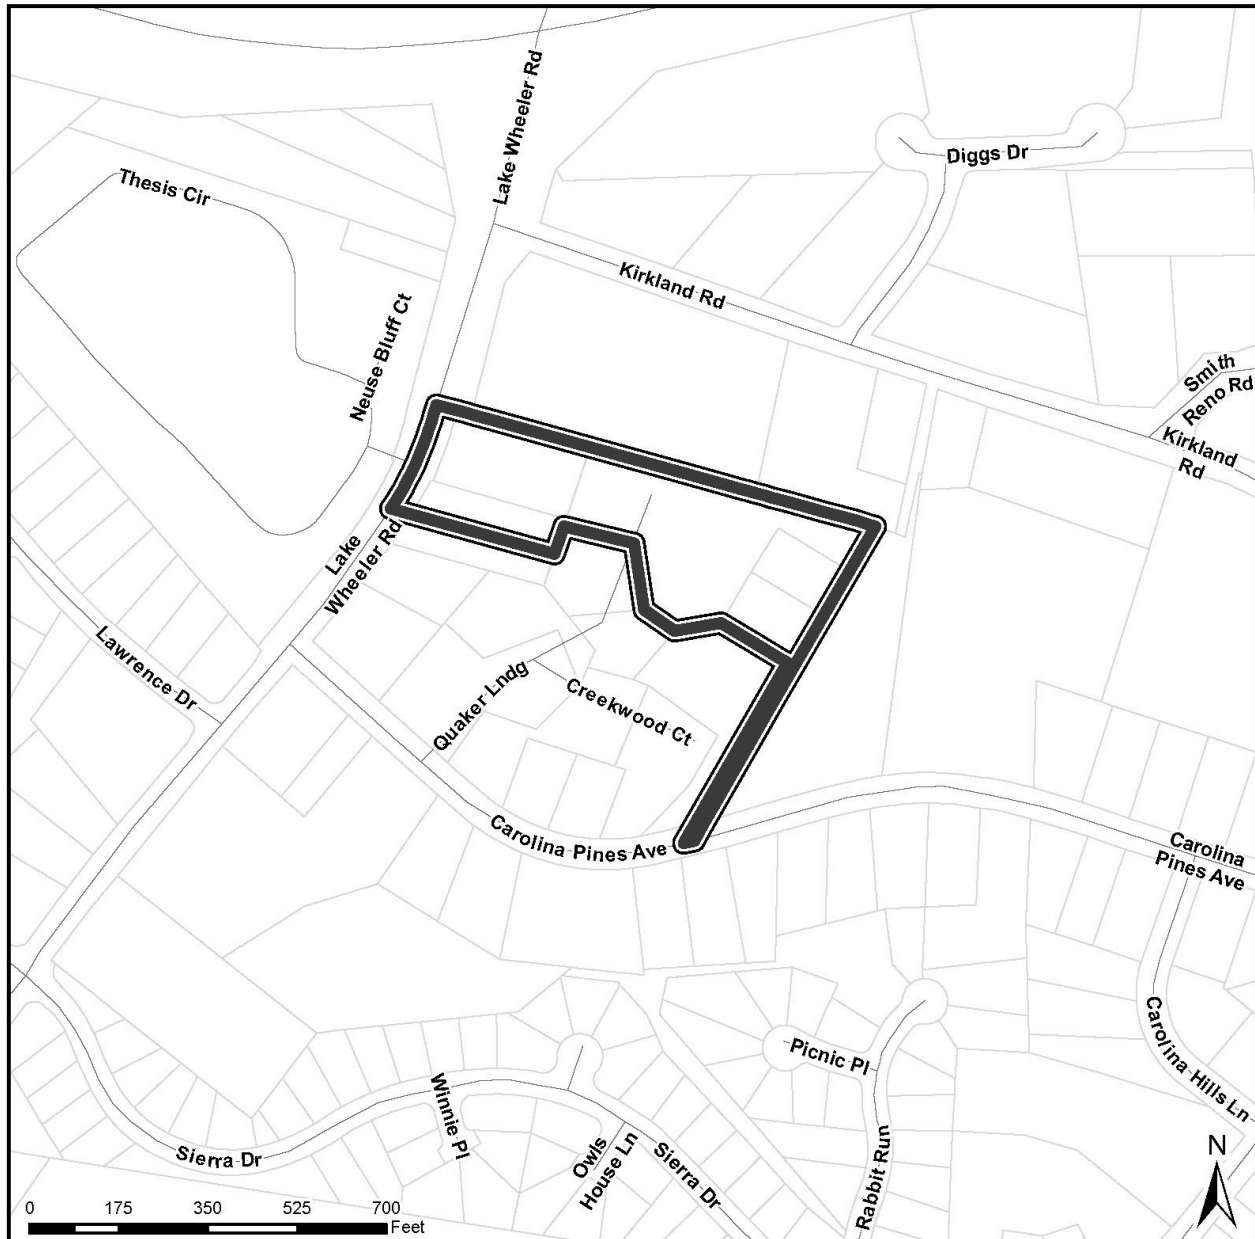 Lake Wheeler Rd
Diggs Dr
Thesis Cir
Kirkland Rd
Neuse Bluff Ct
Smith
Reno Rd
Kirkland
Rd
Lake
Wheeler Rd
Lawrence Dr
Quaker Lndg
Creekwood Ct
Carolina Pines Ave
Carolina
Pines Ave
Carolina Hills Ln
Picnic Pl
Winnie Pl
Sierra Dr
Owls
House Ln
Sierra Dr
Rabbit Run
N
0 175 350 525 700
Feet